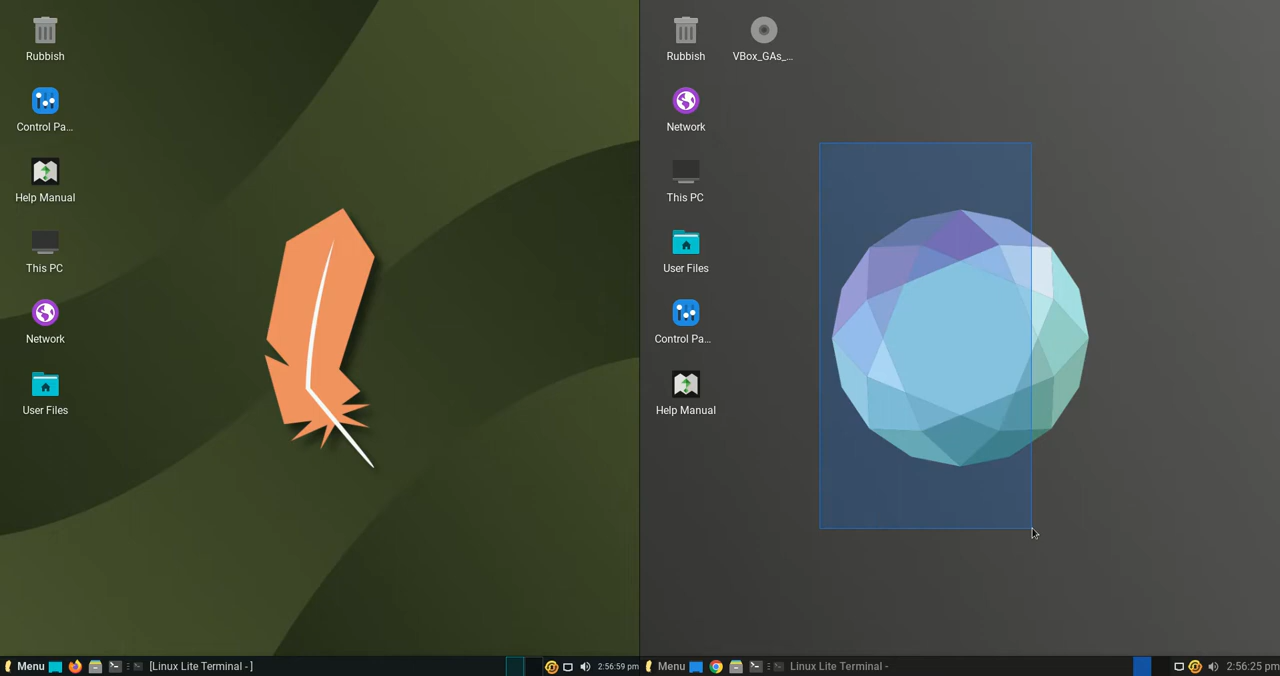 Rubbish
Control Pa...
Help Manual
This PC
Network
User Files
Menu
[Linux Lite Terminal - ]
2:56:59 pm
Rubbish
VBox_GAs_...
Network
This PC
User Files
Control Pa...
Help Manual
Menu
Linux Lite Terminal -
2:56:25 pm